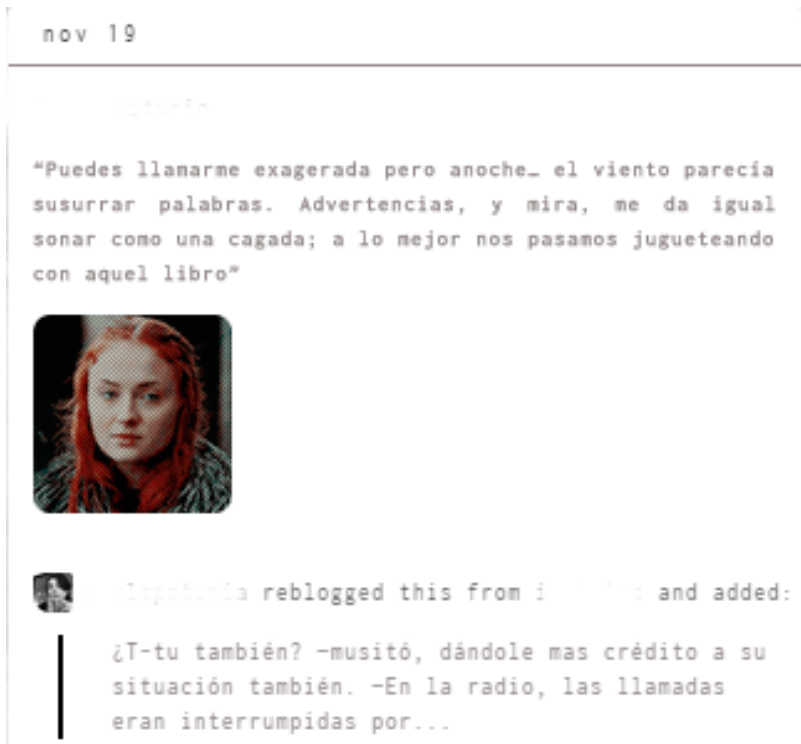 nov 19
“Puedes llamarme exagerada pero anoche… el viento parecía
susurrar palabras. Advertencias, y mira, me da igual
sonar como una cagada; a lo mejor nos pasamos jugueteando
con aquel libro”
reblogged this from and added:
¿T-tu también? —musitó, dándole mas crédito a su
situación también. —En la radio, las llamadas
eran interrumpidas por...